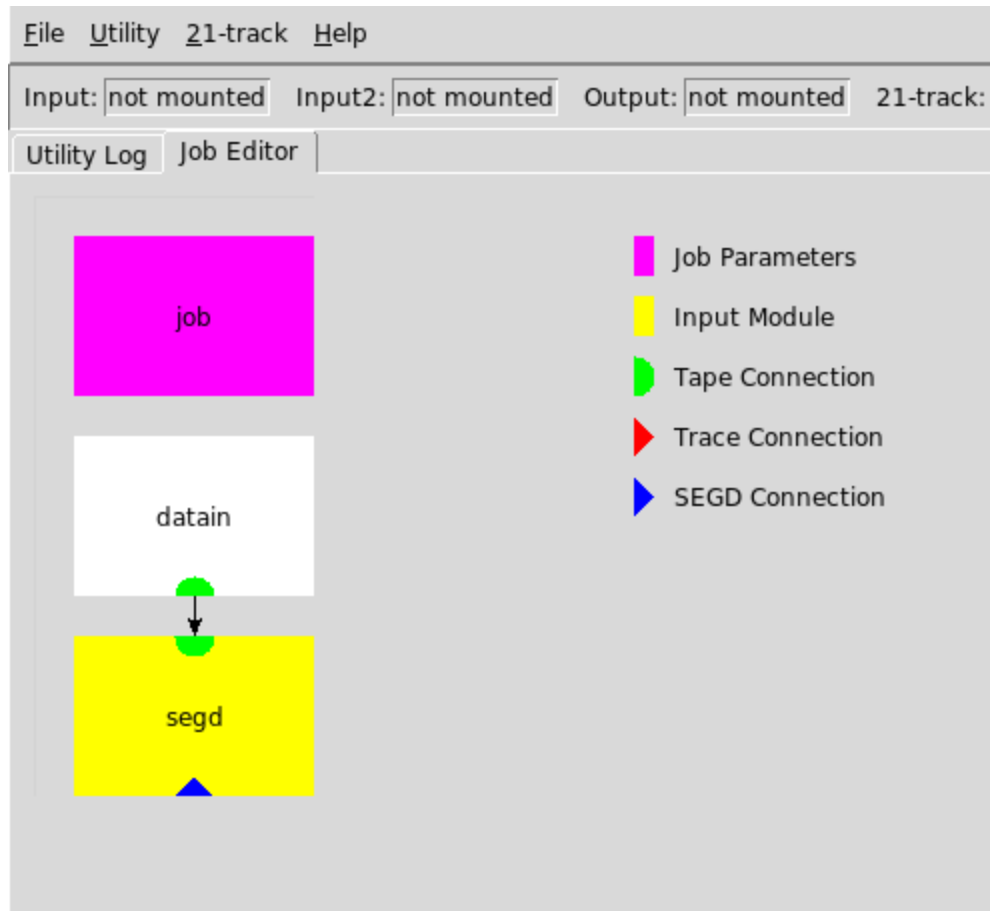 File Utility 21-track Help
Input: not mounted Input2: not mounted Output: not mounted 21-track:
Utility Log Job Editor
job
datain
segd
Job Parameters
Input Module
Tape Connection
Trace Connection
SEGD Connection